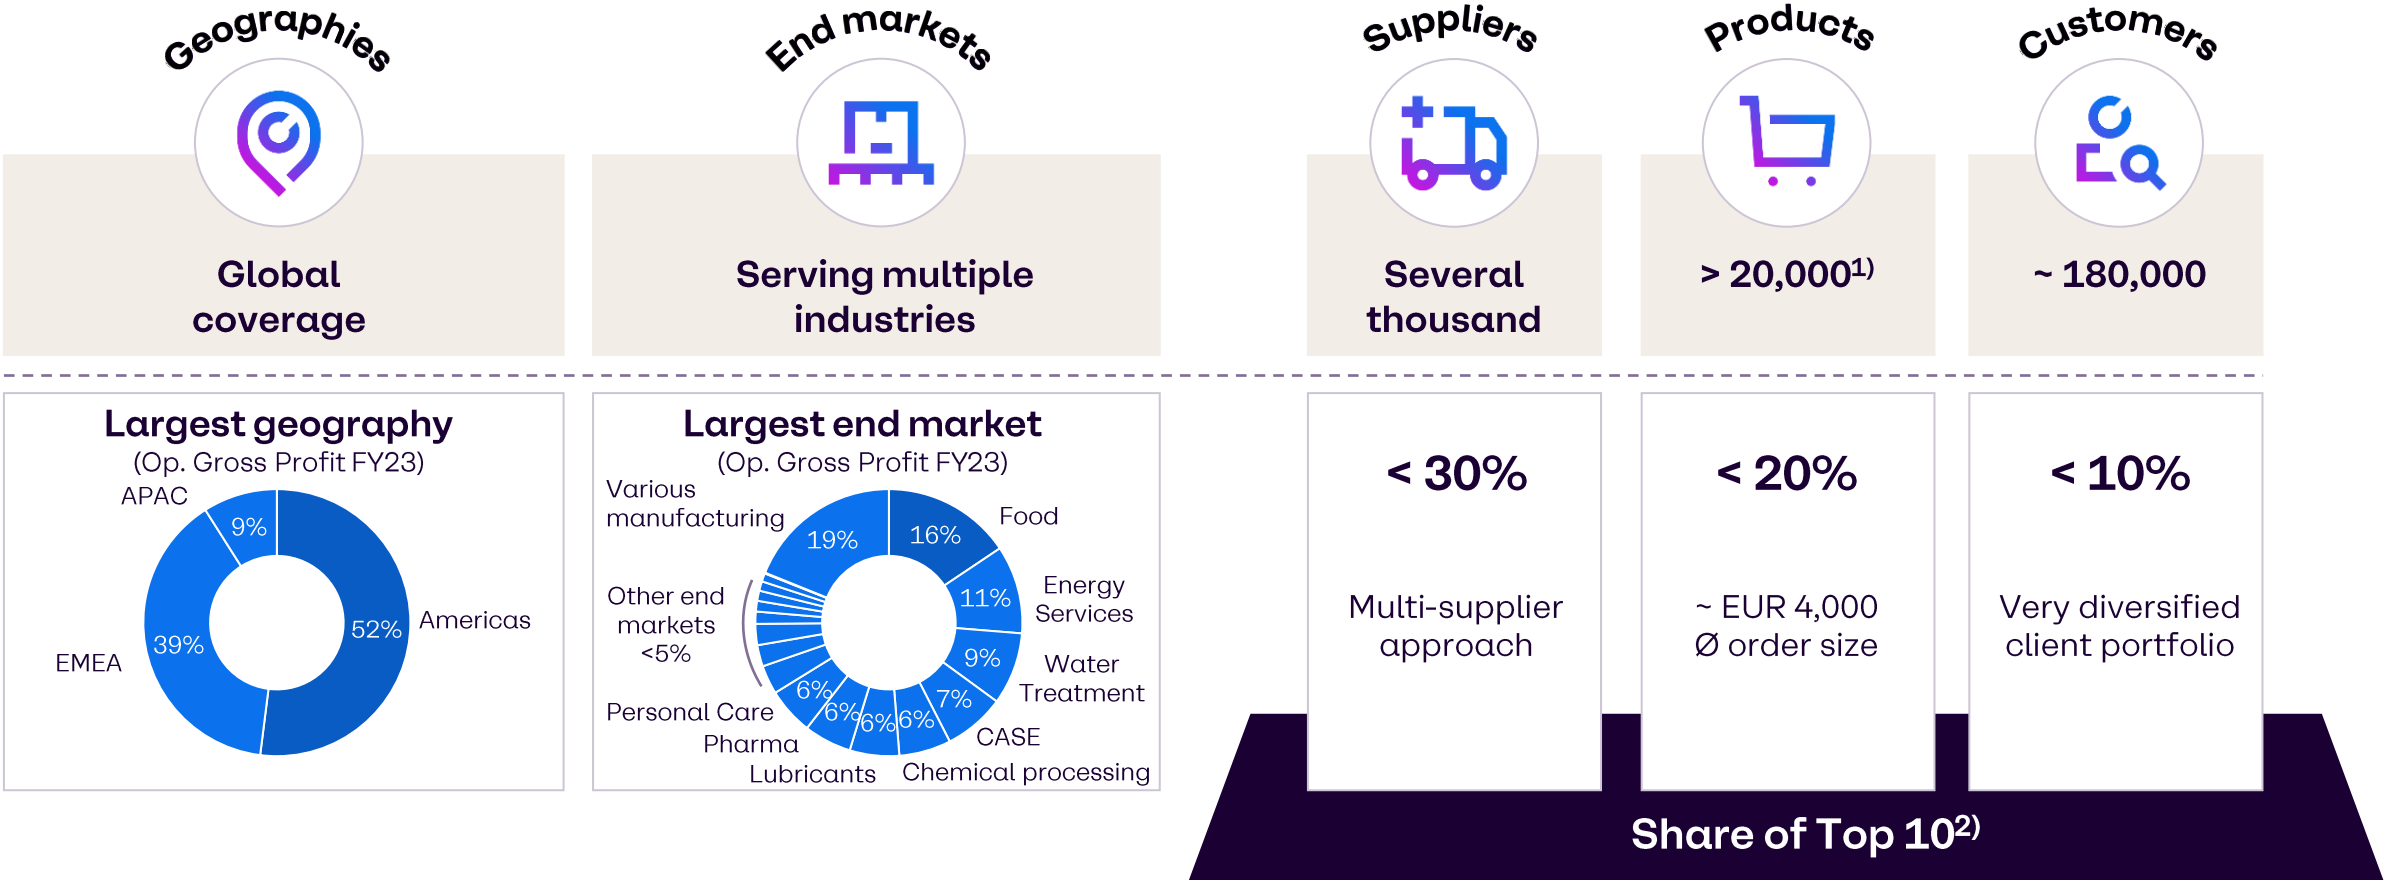 Geographies
Global
coverage
End markets
Serving multiple
industries
Suppliers
Several
thousand
Products
> 20,000¹⁾
Customers
~ 180,000
Largest geography
(Op. Gross Profit FY23)
APAC
9%
52%
Americas
39%
EMEA
Largest end market
(Op. Gross Profit FY23)
Various
manufacturing
19%
16%
Food
11%
Energy
Services
9%
Water
Treatment
7%
CASE
6%
Chemical processing
6%
Lubricants
6%
Pharma
6%
Personal Care
Other end
markets
<5%
< 30%
Multi-supplier
approach
< 20%
~ EUR 4,000
Ø order size
< 10%
Very diversified
client portfolio
Share of Top 10²⁾